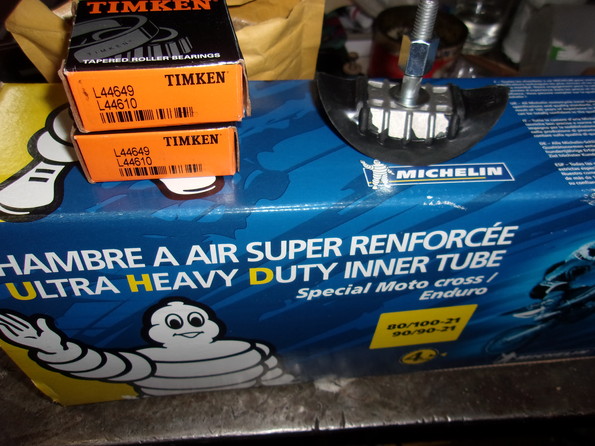 TIMKEN
TAPERED ROLLER BEARINGS
TIMKEN
L44649
L44610
TIMKEN
L44649
L44610
MICHELIN
HAMBRE A AIR SUPER RENFORCÉE
ULTRA HEAVY DUTY INNER TUBE
Special Moto cross /
Enduro
80/100-21
90/90-21